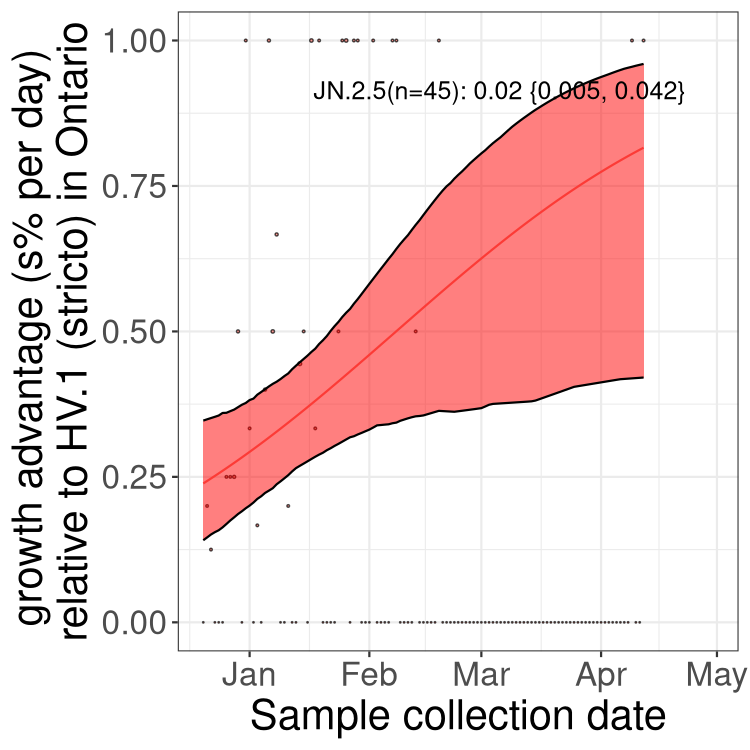 growth advantage (s% per day)
relative to HV.1 (stricto) in Ontario
1.00
0.75
0.50
0.25
0.00
JN.2.5(n=45): 0.02 {0.005, 0.042}
Jan Feb Mar Apr May
Sample collection date